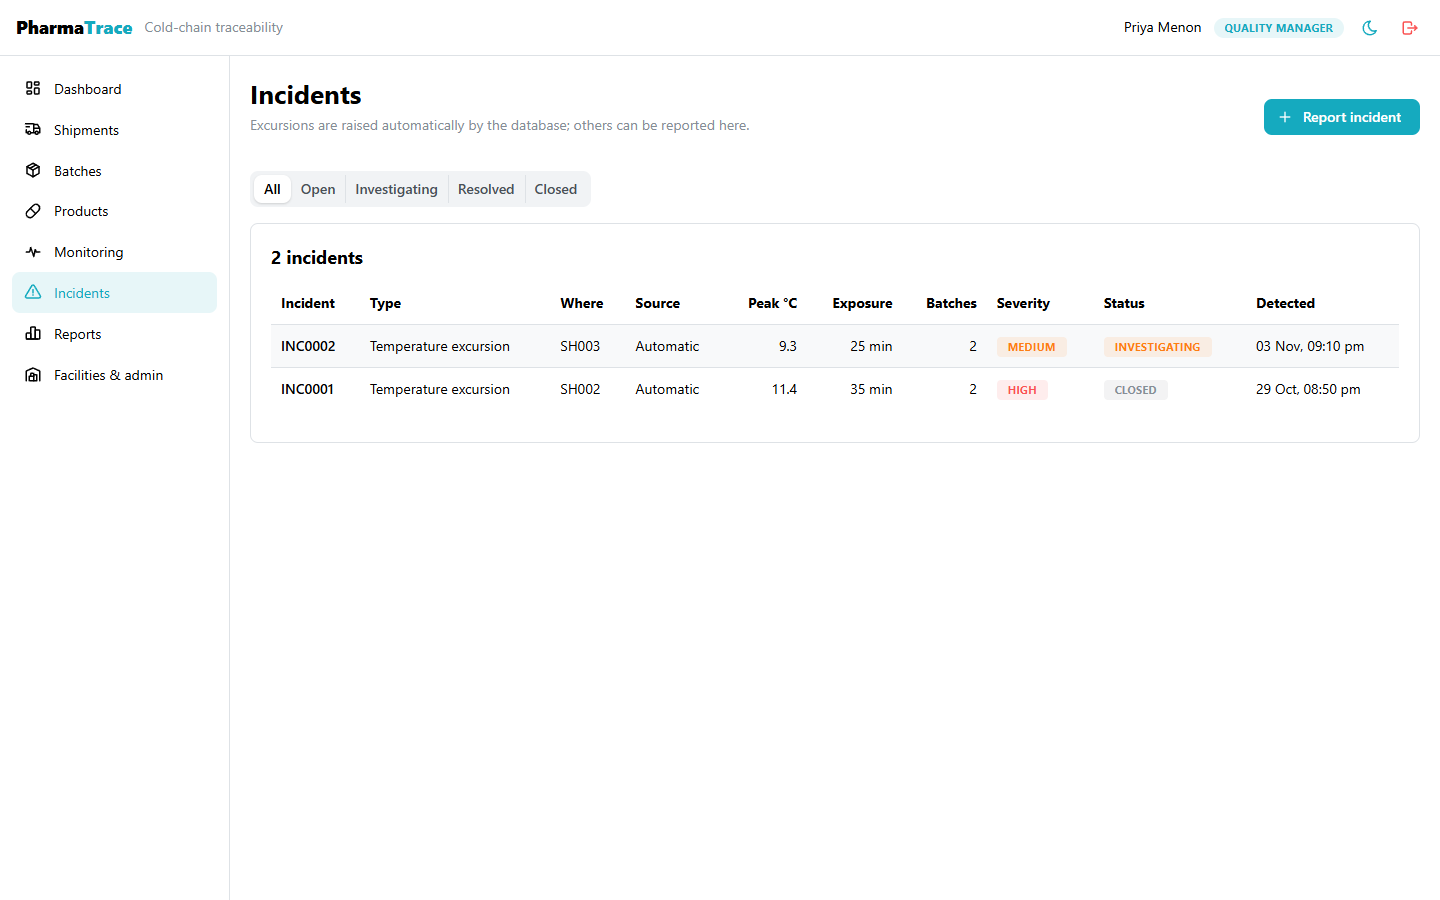 PharmaTrace Cold-chain traceability Priya Menon QUALITY MANAGER
Dashboard
Shipments
Batches
Products
Monitoring
Incidents
Reports
Facilities & admin
Incidents
Excursions are raised automatically by the database; others can be reported here.
Report incident
All Open Investigating Resolved Closed
2 incidents
Incident Type Where Source Peak °C Exposure Batches Severity Status Detected
INC0002 Temperature excursion SH003 Automatic 9.3 25 min 2 MEDIUM INVESTIGATING 03 Nov, 09:10 pm
INC0001 Temperature excursion SH002 Automatic 11.4 35 min 2 HIGH CLOSED 29 Oct, 08:50 pm